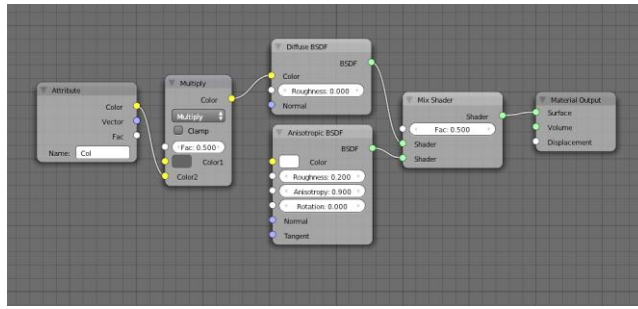 Attribute
Color
Vector
Fac
Name: Col
Multiply
Color
Multiply
Clamp
Fac: 0.500
Color1
Color2
Diffuse BSDF
BSDF
Color
Roughness: 0.000
Normal
Anisotropic BSDF
BSDF
Color
Roughness: 0.200
Anisotropy: 0.900
Rotation: 0.000
Normal
Tangent
Mix Shader
Shader
Fac: 0.500
Shader
Shader
Material Output
Surface
Volume
Displacement